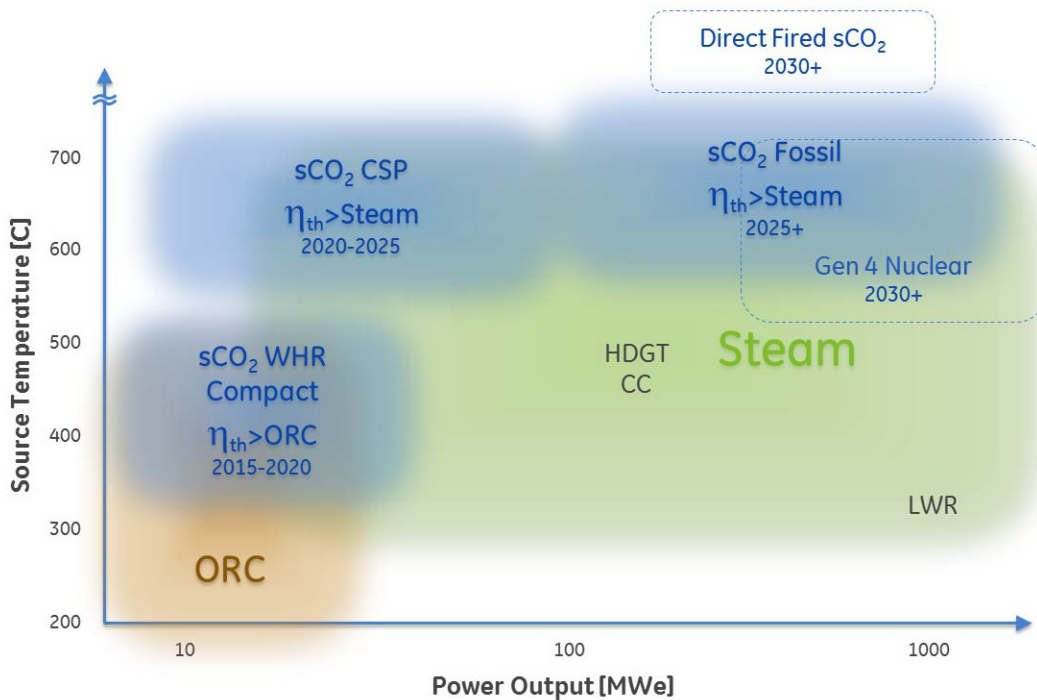 Direct Fired sCO₂
2030+
700
600
500
400
300
200
Source Temperature [C]
sCO₂ CSP
ηth>Steam
2020-2025
sCO₂ Fossil
ηth>Steam
2025+
Gen 4 Nuclear
2030+
sCO₂ WHR
Compact
ηth>ORC
2015-2020
HDGT
CC
Steam
LWR
ORC
10
100
1000
Power Output [MWe]